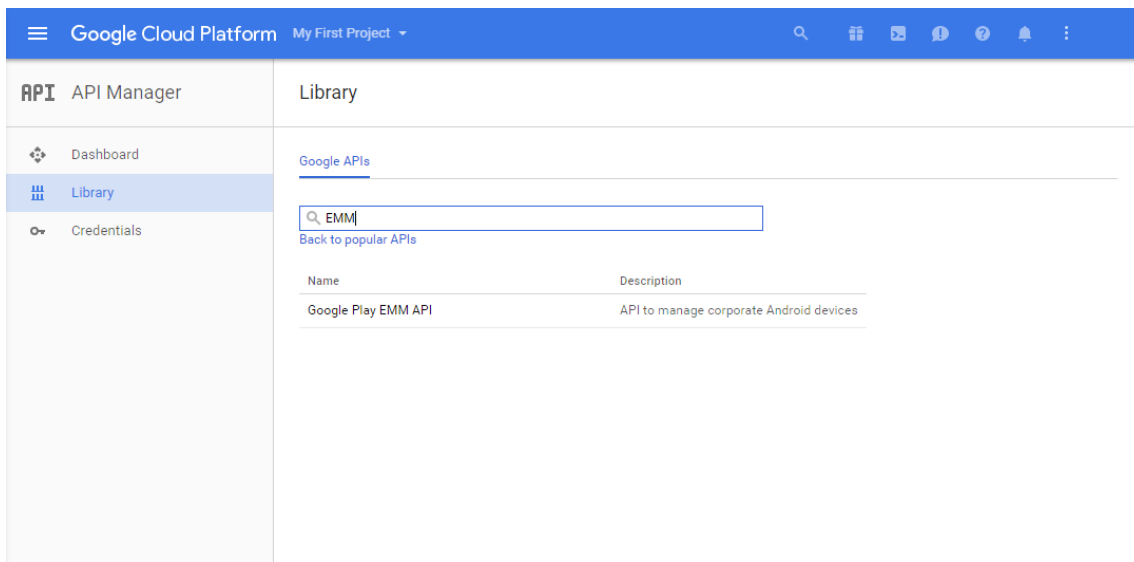 Google Cloud Platform My First Project
API API Manager
Library
Dashboard
Library
Credentials
Google APIs
EMM
Back to popular APIs
Name Description
Google Play EMM API API to manage corporate Android devices